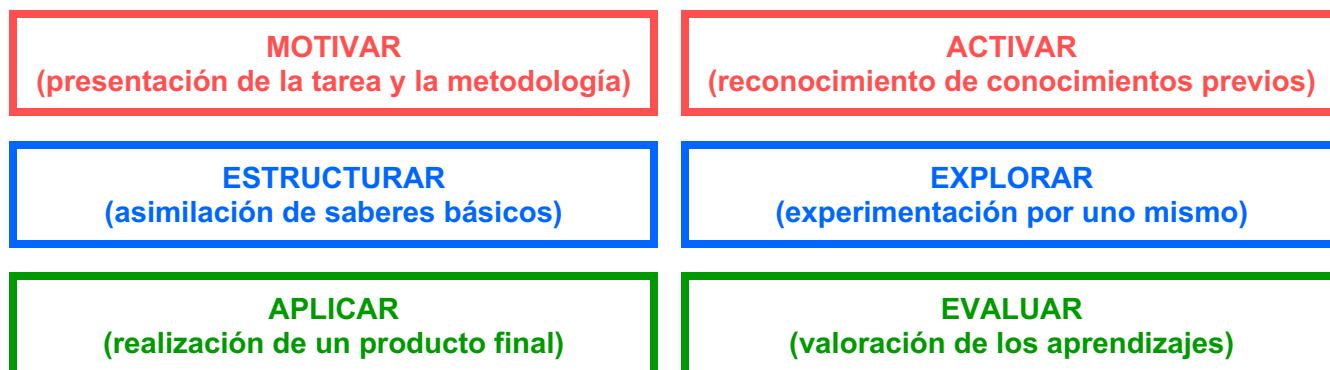 MOTIVAR
(presentación de la tarea y la metodología)
ACTIVAR
(reconocimiento de conocimientos previos)
ESTRUCTURAR
(asimilación de saberes básicos)
EXPLORAR
(experimentación por uno mismo)
APLICAR
(realización de un producto final)
EVALUAR
(valoración de los aprendizajes)